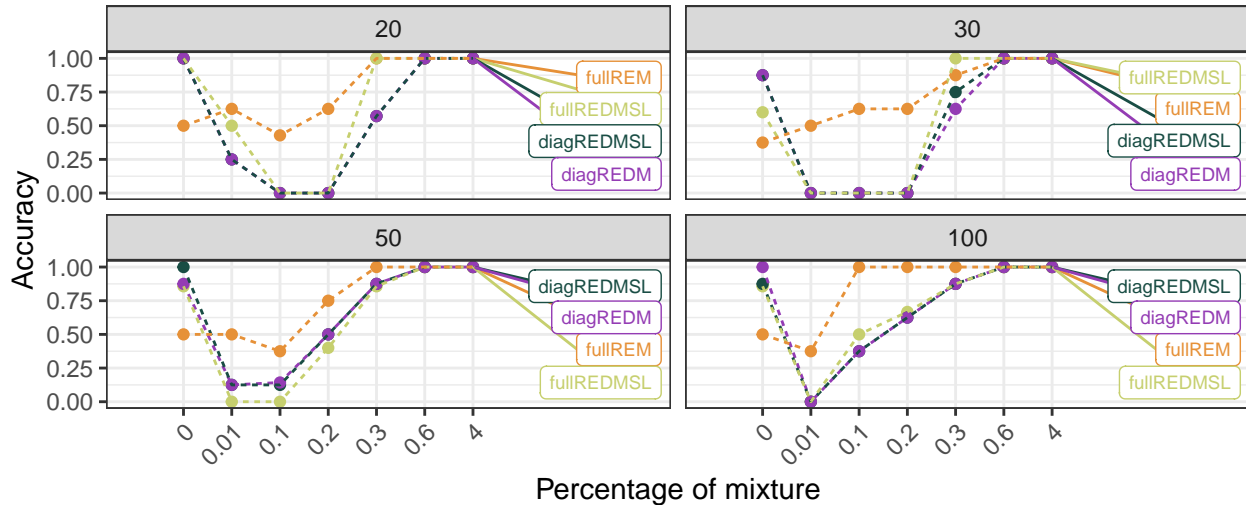 20
30
1.00
0.75
0.50
0.25
0.00
fullREM
fullREDMSL
diagREDMSL
diagREDM
fullREDMSL
fullREM
diagREDMSL
diagREDM
Accuracy
50
100
1.00
0.75
0.50
0.25
0.00
diagREDMSL
diagREDM
fullREM
fullREDMSL
diagREDMSL
diagREDM
fullREM
fullREDMSL
0 0.01 0.1 0.2 0.3 0.6 4
0 0.01 0.1 0.2 0.3 0.6 4
Percentage of mixture